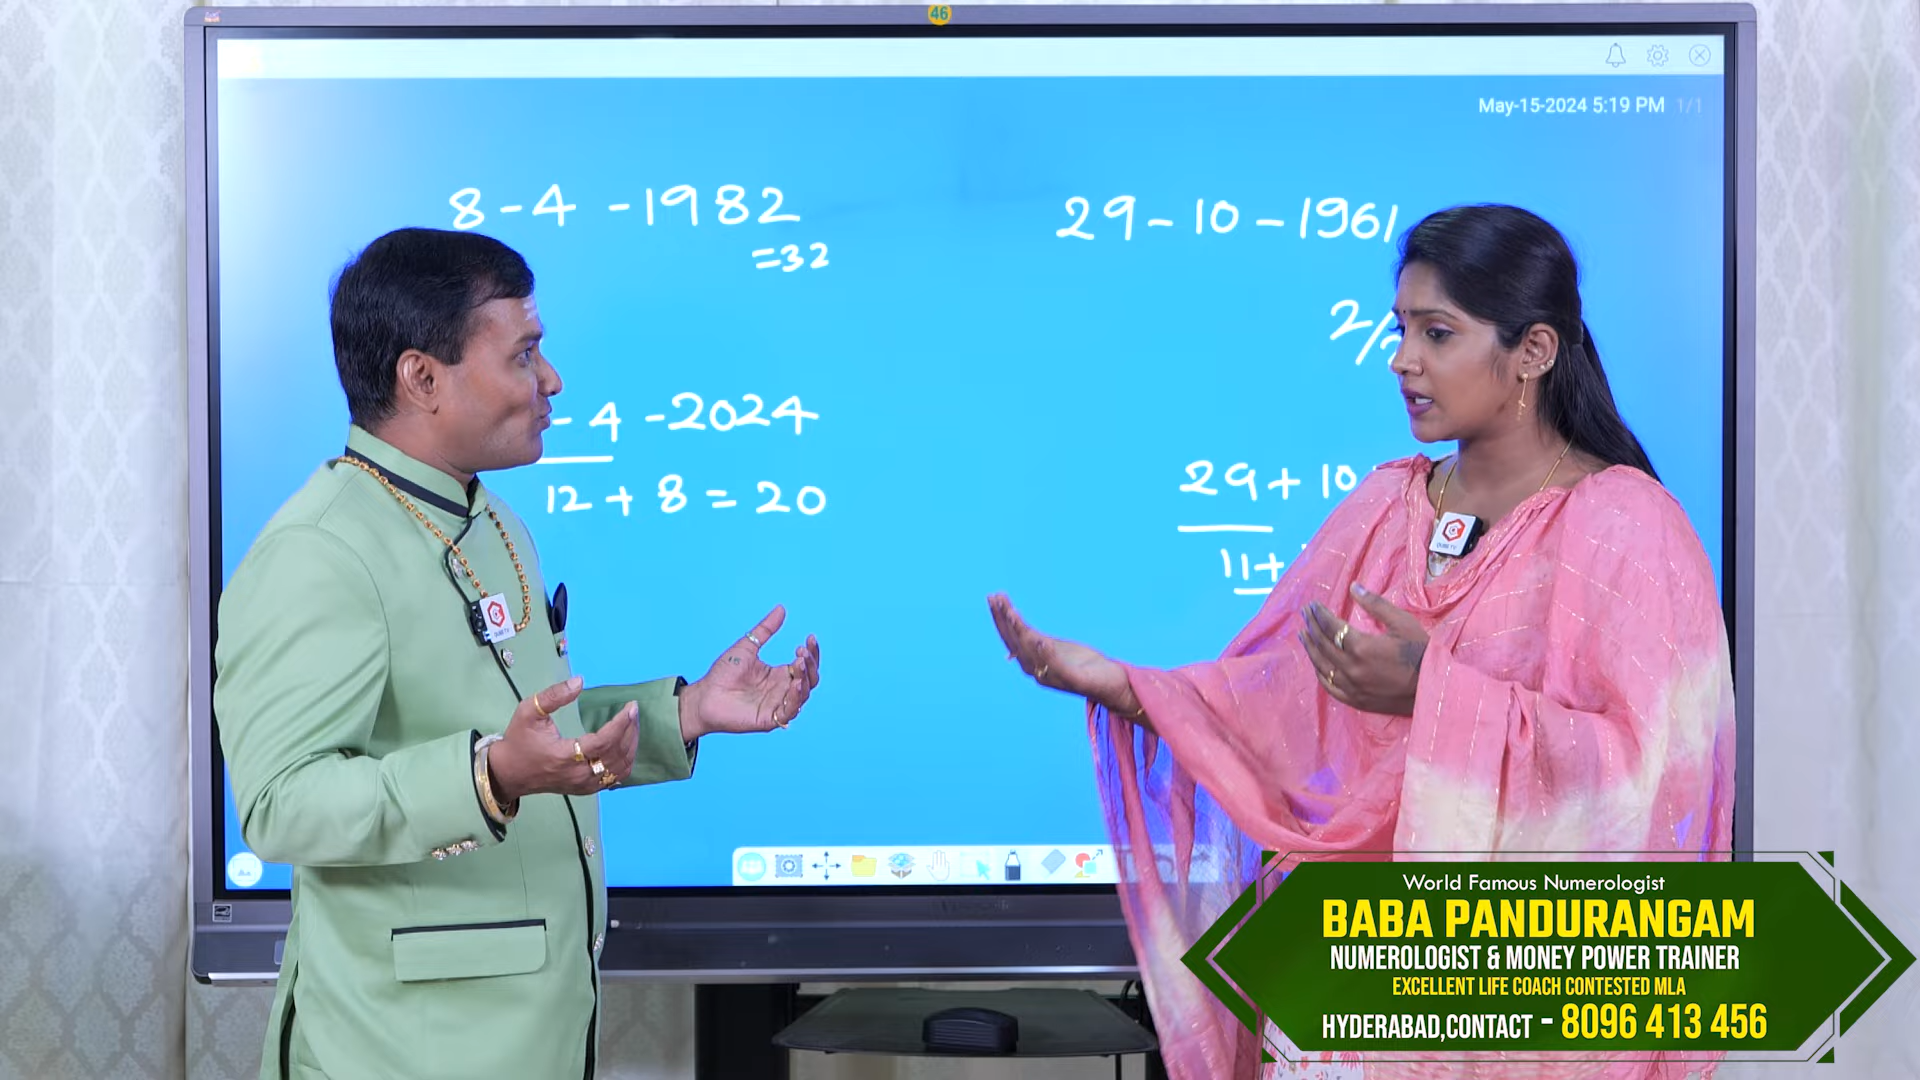 46
May-15-2024 5:19 PM 1/1
8-4-1982
=32
29-10-1961
2/
-4-2024
12+8=20
29+10
11+
World Famous Numerologist
BABA PANDURANGAM
NUMEROLOGIST & MONEY POWER TRAINER
EXCELLENT LIFE COACH CONTESTED MLA
HYDERABAD,CONTACT - 8096 413 456